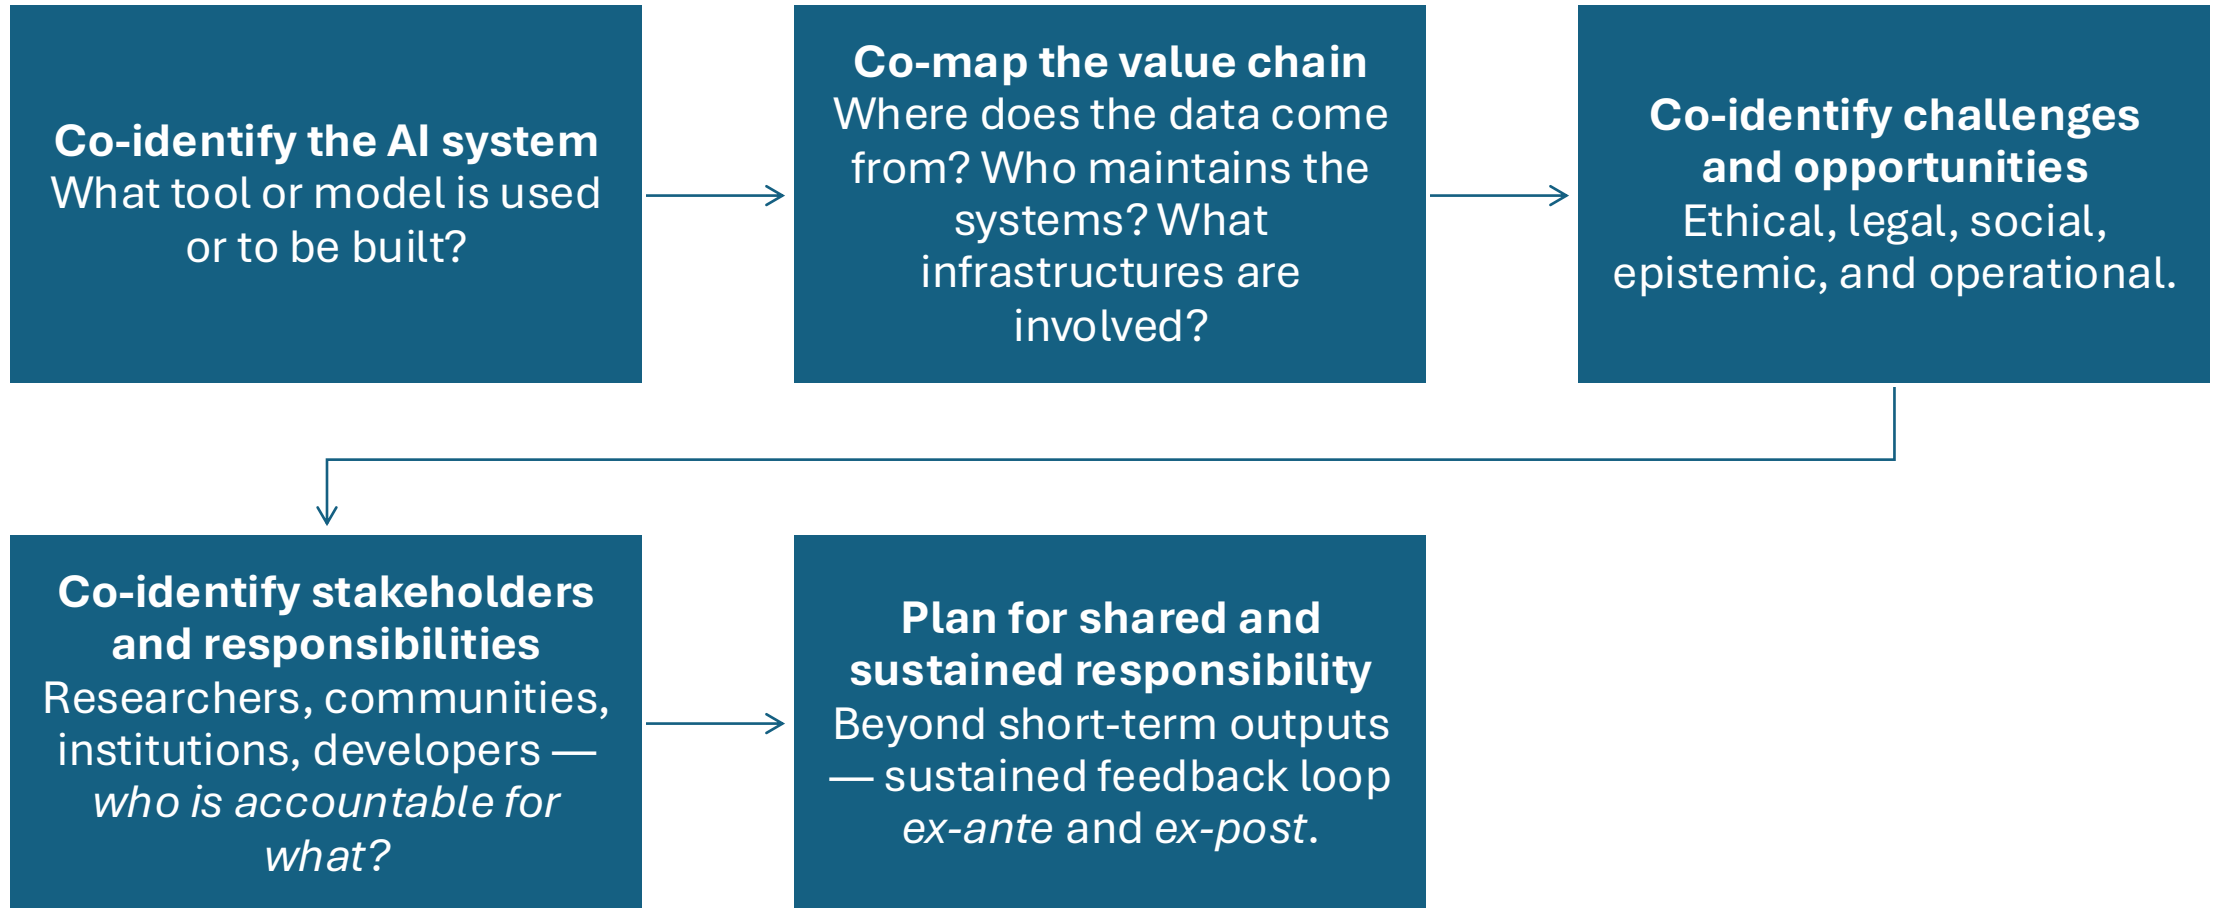 Co-identify the AI system
What tool or model is used
or to be built?
Co-map the value chain
Where does the data come
from? Who maintains the
systems? What
infrastructures are
involved?
Co-identify challenges
and opportunities
Ethical, legal, social,
epistemic, and operational.
Co-identify stakeholders
and responsibilities
Researchers, communities,
institutions, developers —
who is accountable for
what?
Plan for shared and
sustained responsibility
Beyond short-term outputs
— sustained feedback loop
ex-ante and ex-post.